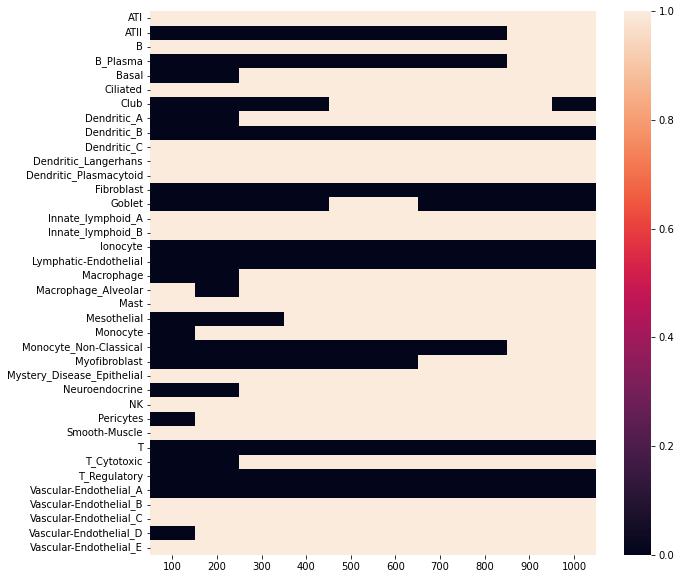 ATI
ATII
B
B_Plasma
Basal
Ciliated
Club
Dendritic_A
Dendritic_B
Dendritic_C
Dendritic_Langerhans
Dendritic_Plasmacytoid
Fibroblast
Goblet
Innate_lymphoid_A
Innate_lymphoid_B
Ionocyte
Lymphatic-Endothelial
Macrophage
Macrophage_Alveolar
Mast
Mesothelial
Monocyte
Monocyte_Non-Classical
Myofibroblast
Mystery_Disease_Epithelial
Neuroendocrine
NK
Pericytes
Smooth-Muscle
T
T_Cytotoxic
T_Regulatory
Vascular-Endothelial_A
Vascular-Endothelial_B
Vascular-Endothelial_C
Vascular-Endothelial_D
Vascular-Endothelial_E
100 200 300 400 500 600 700 800 900 1000
1.0
0.8
0.6
0.4
0.2
0.0